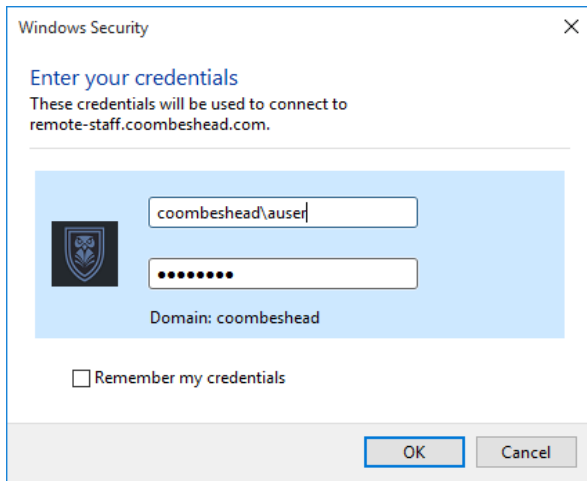 Windows Security
Enter your credentials
These credentials will be used to connect to
remote-staff.coombeshead.com.
coombeshead\auser
●●●●●●●●
Domain: coombeshead
Remember my credentials
OK
Cancel